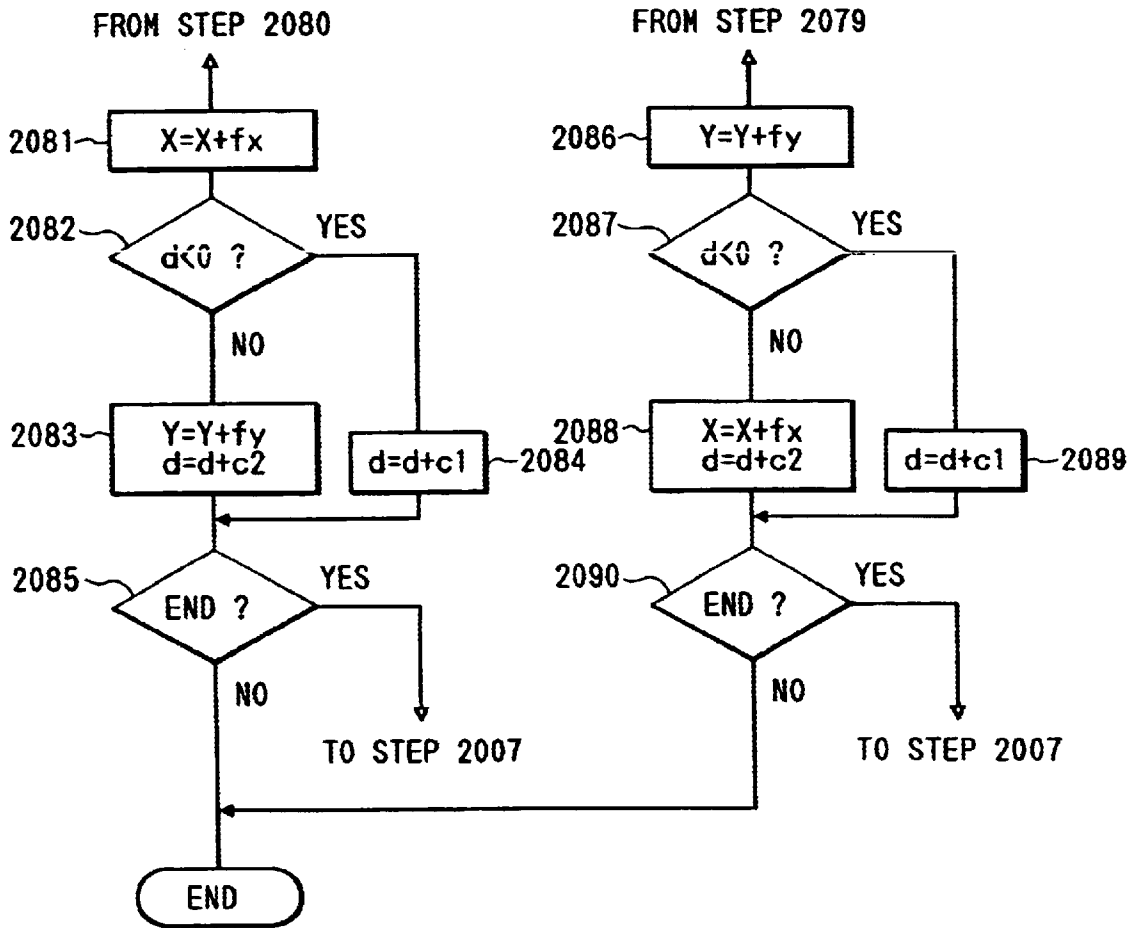 FROM STEP 2080
2081
X=X+fx
2082
d<0 ?
YES
NO
2083
Y=Y+fy
d=d+c2
d=d+c1
2084
2085
END ?
YES
NO
TO STEP 2007
FROM STEP 2079
2086
Y=Y+fy
2087
d<0 ?
YES
NO
2088
X=X+fx
d=d+c2
d=d+c1
2089
2090
END ?
YES
NO
TO STEP 2007
END